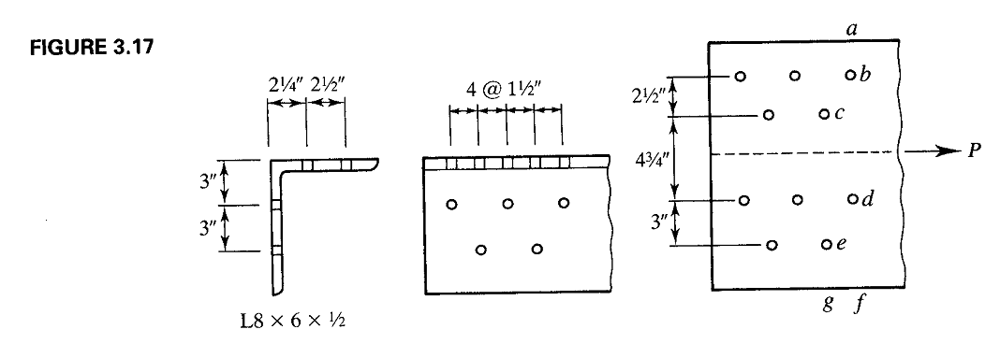 FIGURE 3.17
2¼" 2½"
3"
3"
L8 × 6 × ½
4 @ 1½"
a
b
2½"
c
P
4¾"
d
3"
e
g f